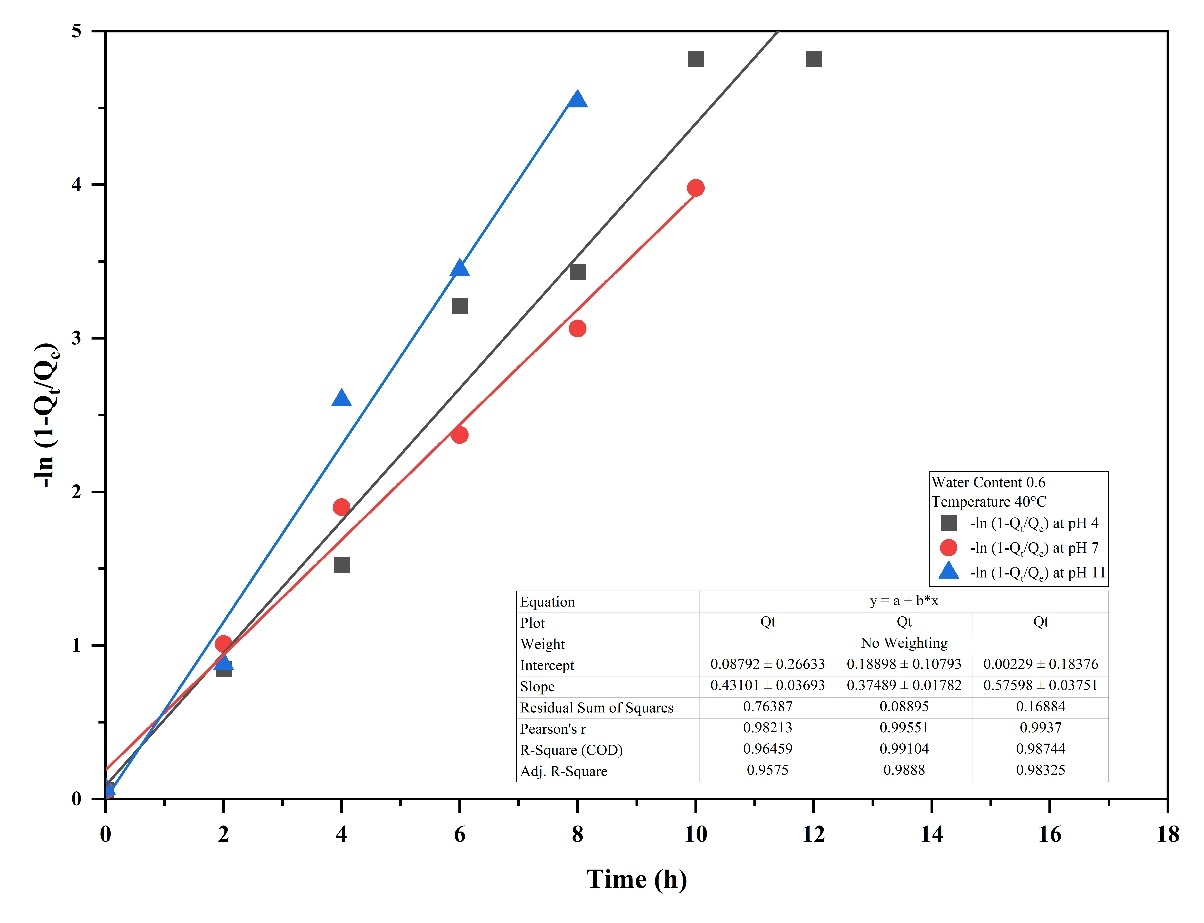 5
4
3
2
1
0
-ln (1-Qt/Qe)
0 2 4 6 8 10 12 14 16 18
Time (h)
Water Content 0.6
Temperature 40°C
-ln (1-Qt/Qe) at pH 4
-ln (1-Qt/Qe) at pH 7
-ln (1-Qt/Qe) at pH 11
Equation y = a + b*x
Plot Qt Qt Qt
Weight No Weighting
Intercept 0.08792 ± 0.26633 0.18898 ± 0.10793 0.00229 ± 0.18376
Slope 0.43101 ± 0.03693 0.37489 ± 0.01782 0.57598 ± 0.03751
Residual Sum of Squares 0.76387 0.08895 0.16884
Pearson's r 0.98213 0.99551 0.9937
R-Square (COD) 0.96459 0.99104 0.98744
Adj. R-Square 0.9575 0.9888 0.98325